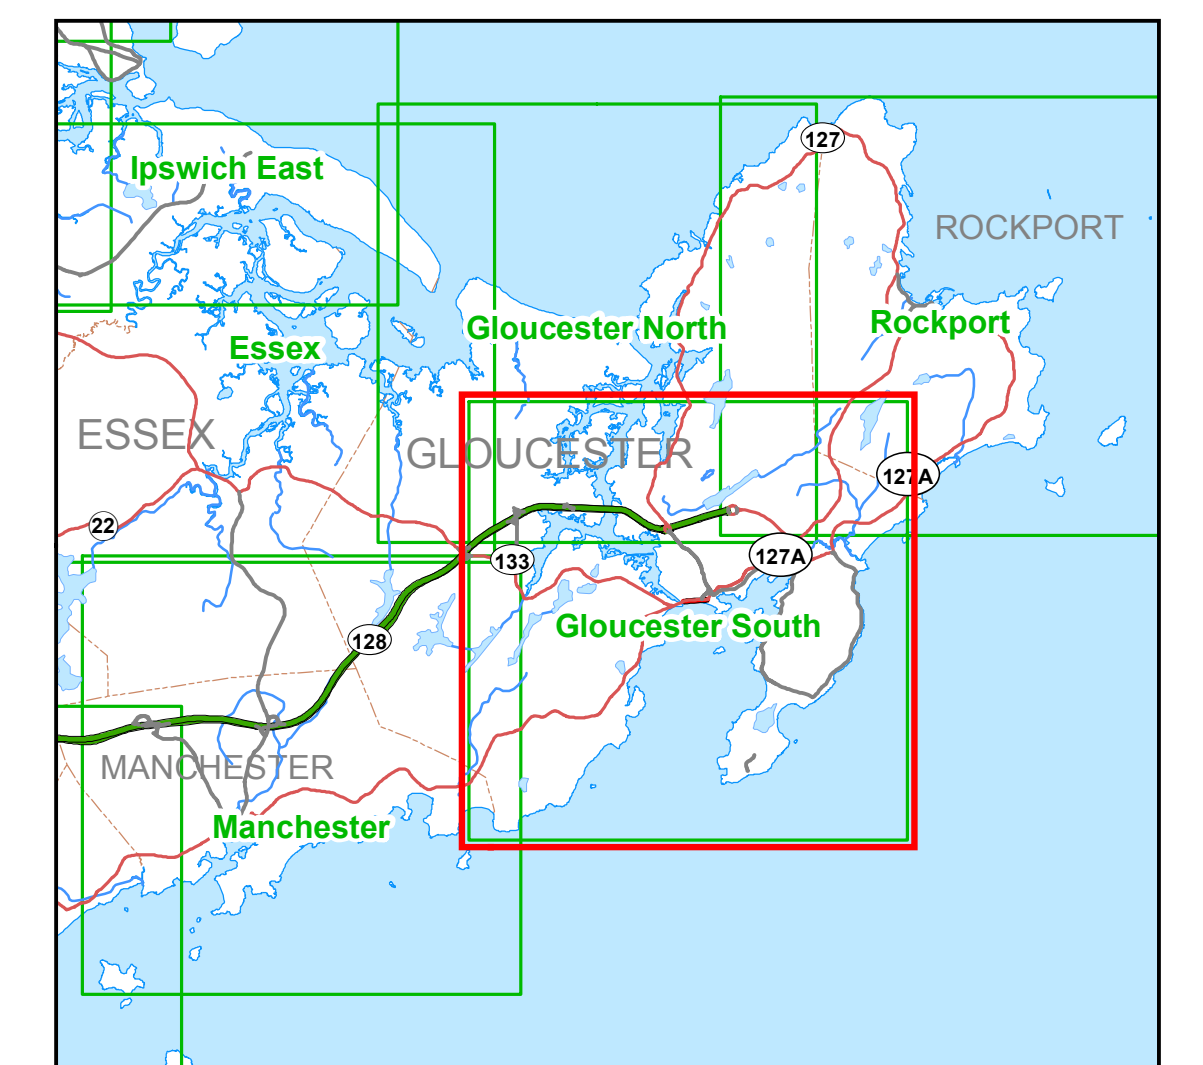 127
Ipswich East
ROCKPORT
Gloucester North
Rockport
Essex
ESSEX
GLOUCESTER
127A
22
133
127A
Gloucester South
128
MANCHESTER
Manchester